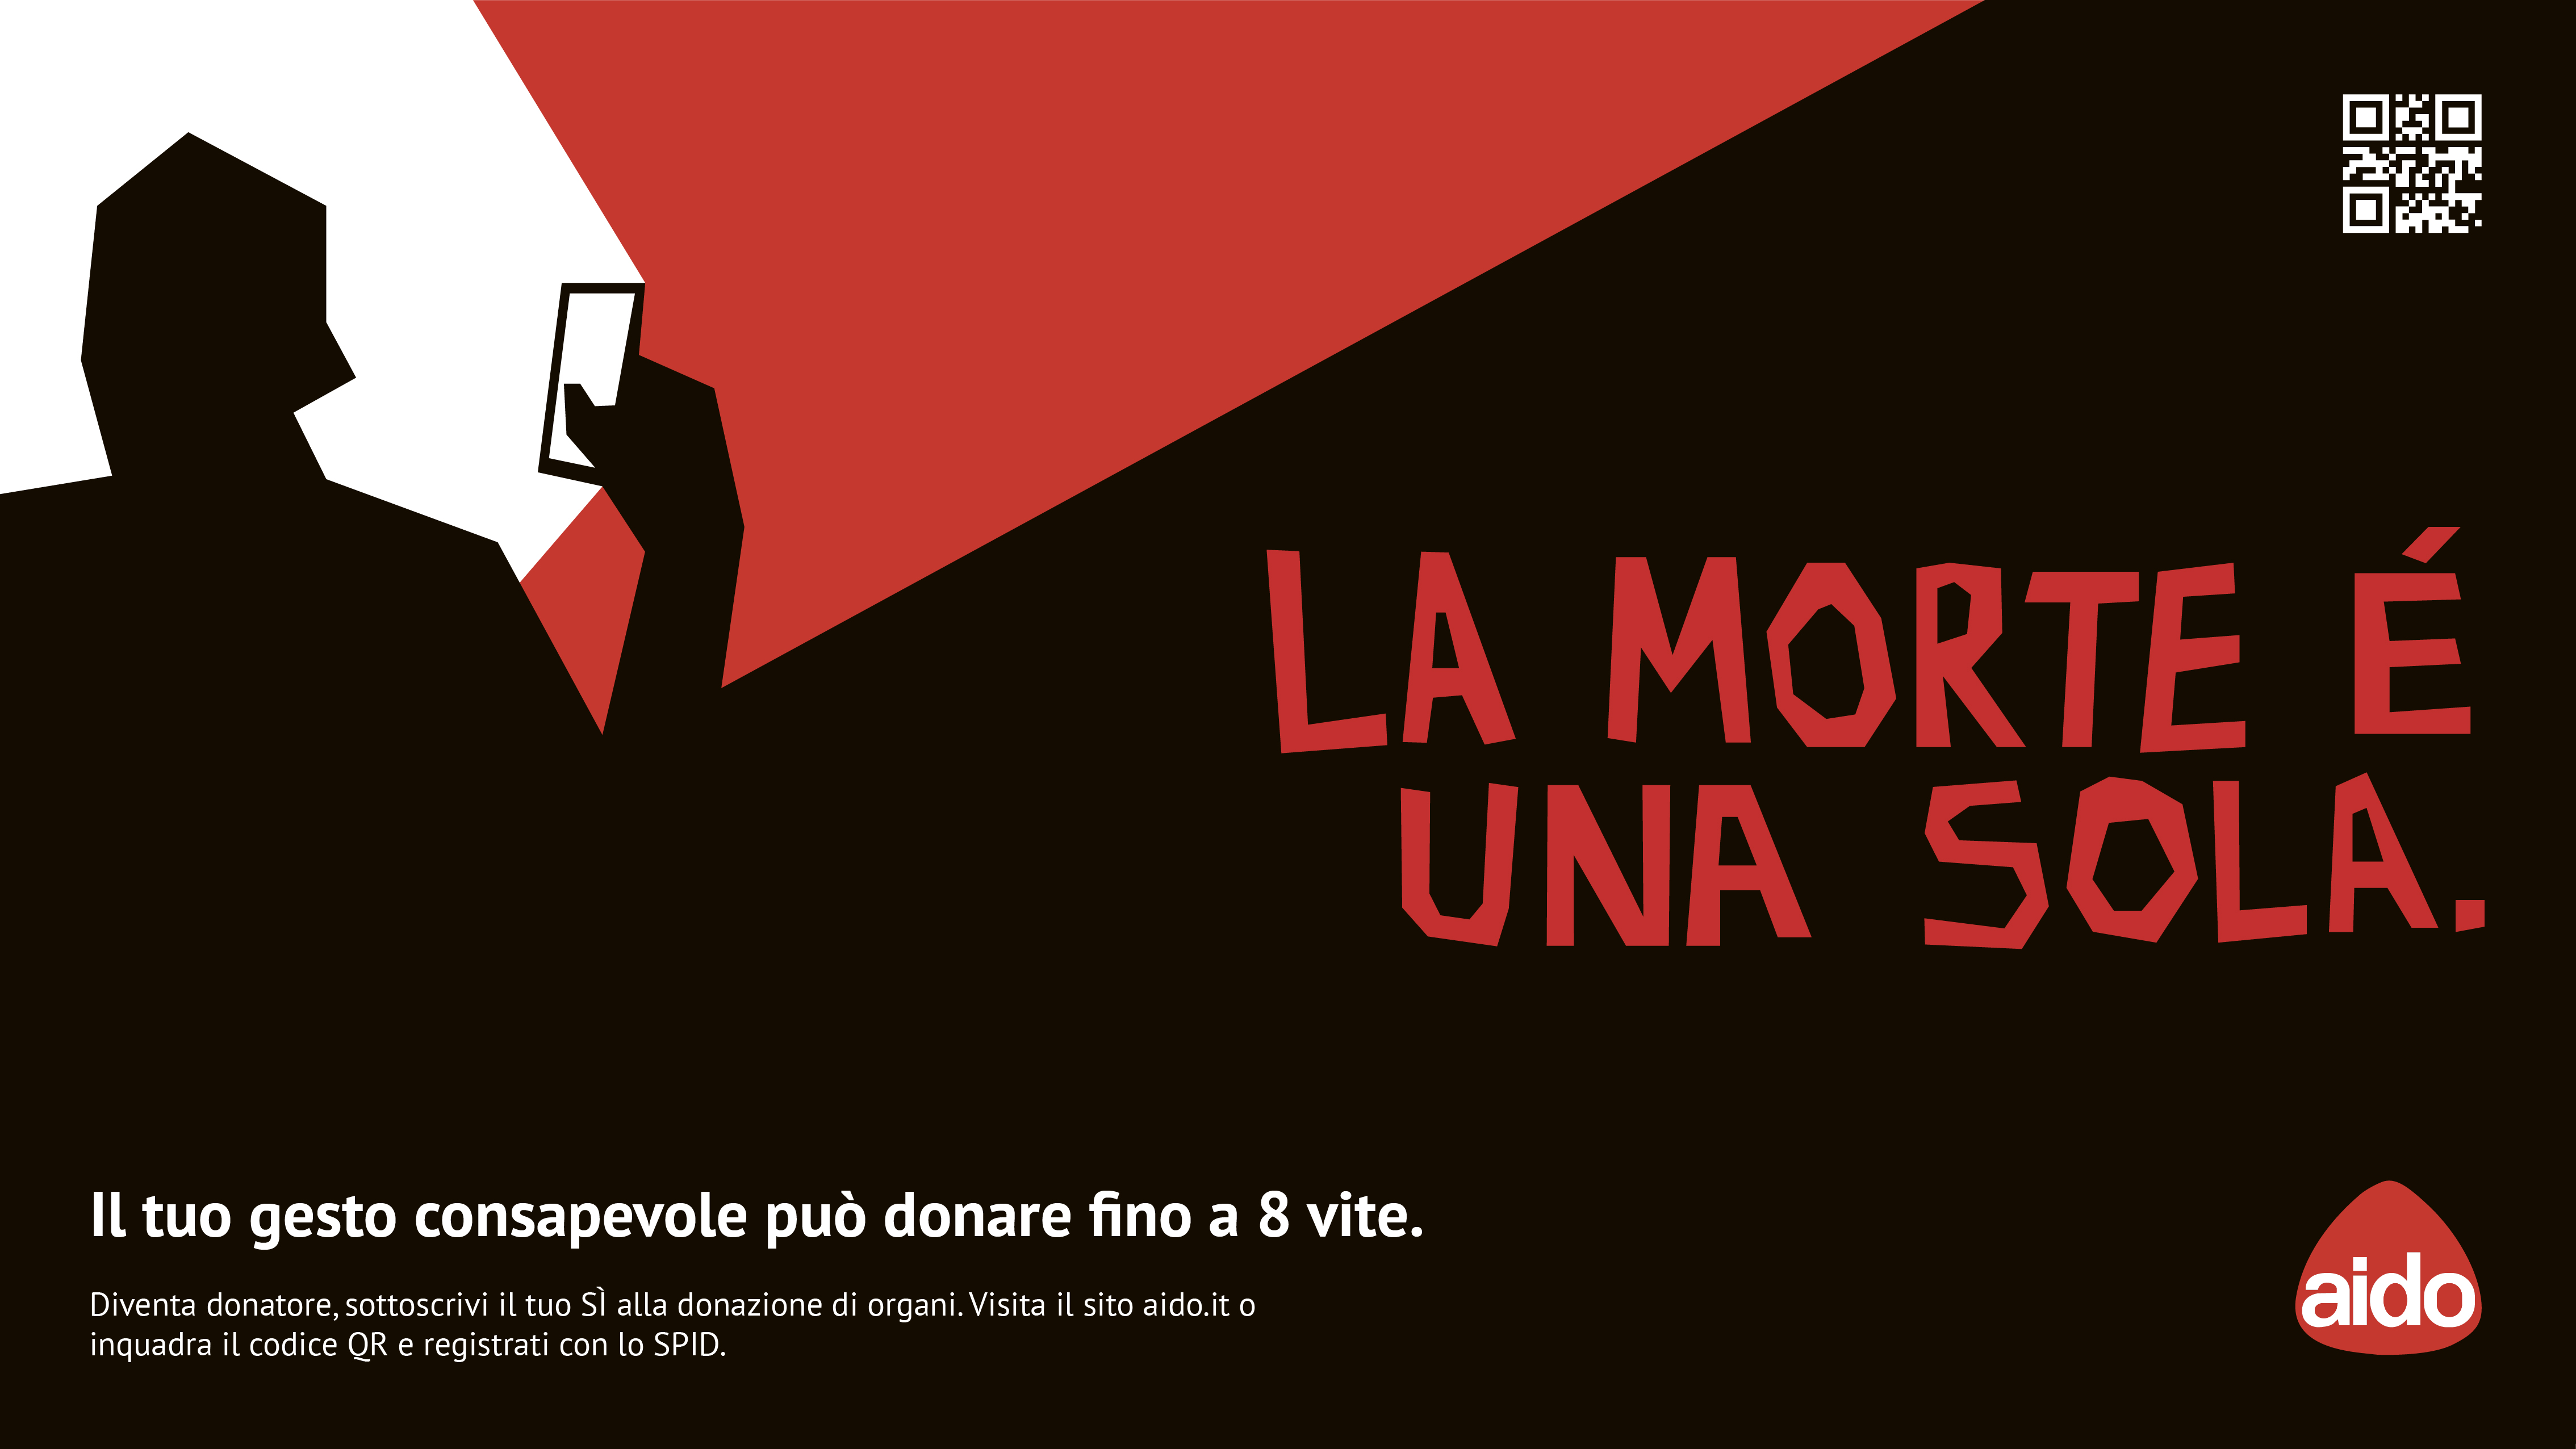 LA MORTE É
UNA SOLA.
Il tuo gesto consapevole può donare fino a 8 vite.
Diventa donatore, sottoscrivi il tuo SÌ alla donazione di organi. Visita il sito aido.it o
inquadra il codice QR e registrati con lo SPID.
aido